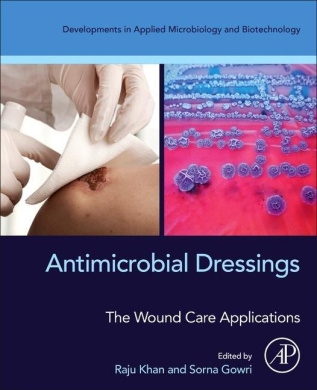 Developments in Applied Microbiology and Biotechnology
Antimicrobial Dressings
The Wound Care Applications
Edited by
Raju Khan and Sorna Gowri
AP